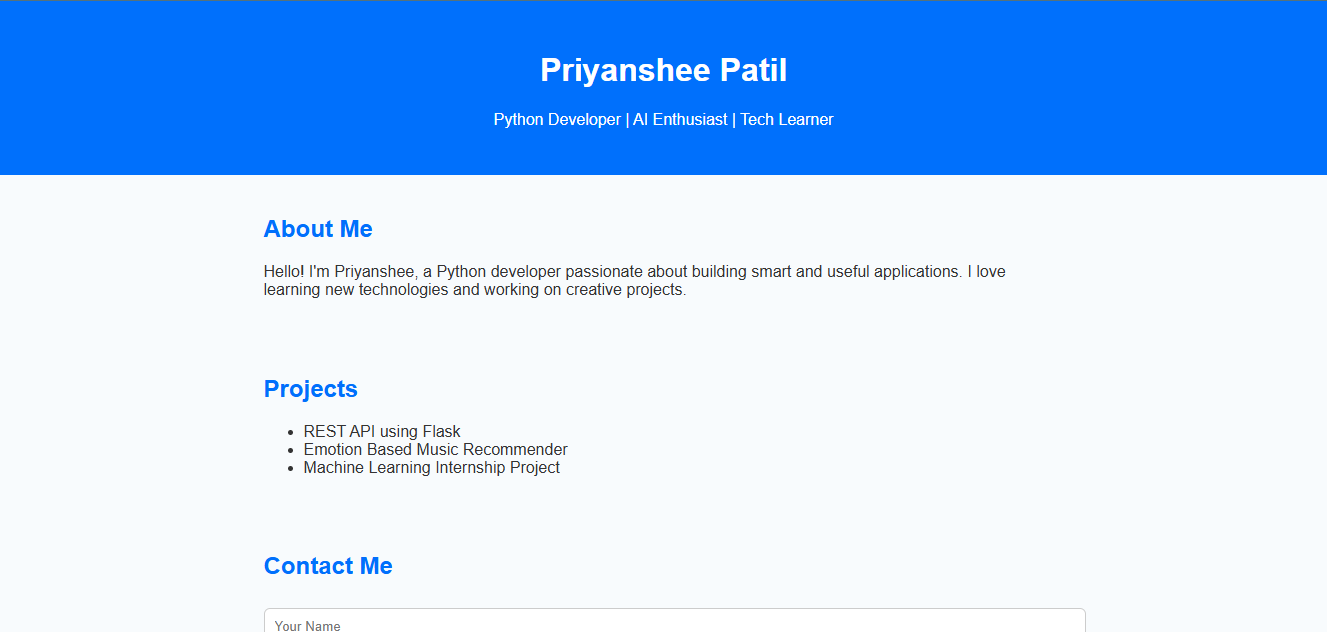 Priyanshee Patil
Python Developer | AI Enthusiast | Tech Learner
About Me
Hello! I'm Priyanshee, a Python developer passionate about building smart and useful applications. I love
learning new technologies and working on creative projects.
Projects
• REST API using Flask
• Emotion Based Music Recommender
• Machine Learning Internship Project
Contact Me
Your Name